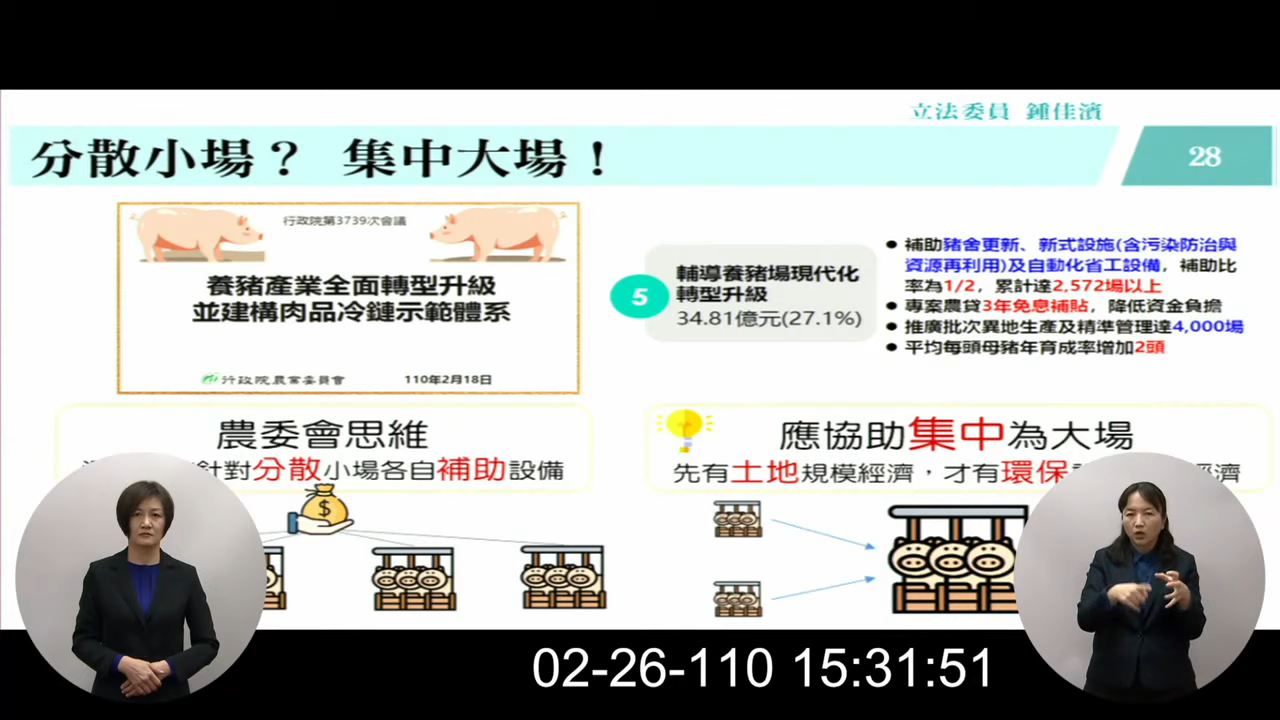 立法委員 鍾佳濱
分散小場？ 集中大場！
28
行政院第3739次會議
養豬產業全面轉型升級
並建構肉品冷鏈示範體系
行政院農業委員會
110年2月18日
5
輔導養豬場現代化
轉型升級
34.81億元(27.1%)
● 補助豬舍更新、新式設施(含污染防治與
資源再利用)及自動化省工設備，補助比
率為1/2，累計達2,572場以上
● 專案農貸3年免息補貼，降低資金負擔
● 推廣批次異地生產及精準管理達4,000場
● 平均每頭母豬年育成率增加2頭
農委會思維
針對分散小場各自補助設備
應協助集中為大場
先有土地規模經濟，才有環保
濟
02-26-110 15:31:51